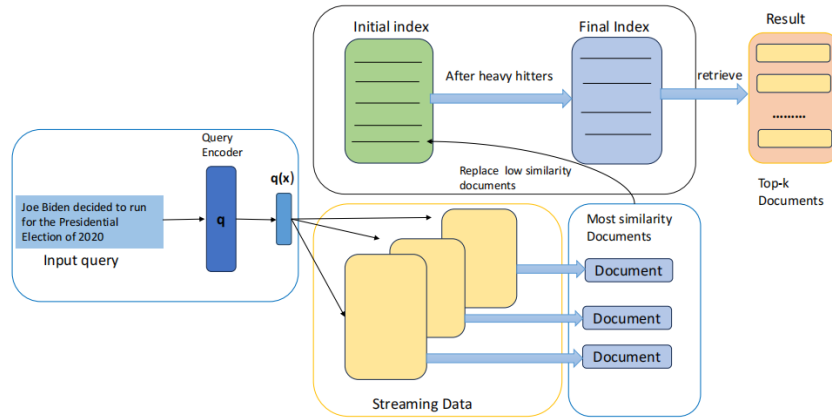 Initial index
Final Index
Result
After heavy hitters
retrieve
.........
Top-k
Documents
Replace low similarity
documents
Query
Encoder
q(x)
q
Joe Biden decided to run
for the Presidential
Election of 2020
Input query
Most similarity
Documents
Document
Document
Document
Streaming Data